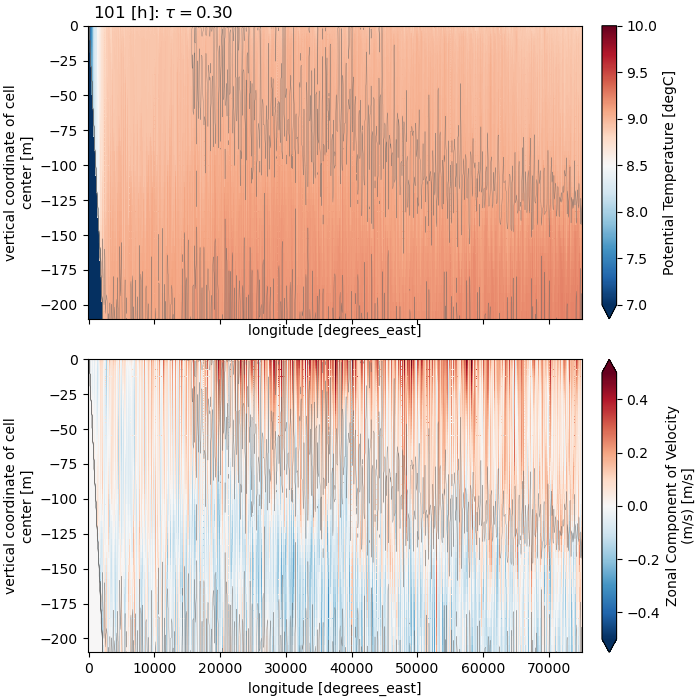 101 [h]: τ = 0.30
0
−25
−50
−75
−100
−125
−150
−175
−200
vertical coordinate of cell
center [m]
longitude [degrees_east]
10.0
9.5
9.0
8.5
8.0
7.5
7.0
Potential Temperature [degC]
0
−25
−50
−75
−100
−125
−150
−175
−200
vertical coordinate of cell
center [m]
0 10000 20000 30000 40000 50000 60000 70000
longitude [degrees_east]
0.4
0.2
0.0
−0.2
−0.4
Zonal Component of Velocity
(m/s) [m/s]